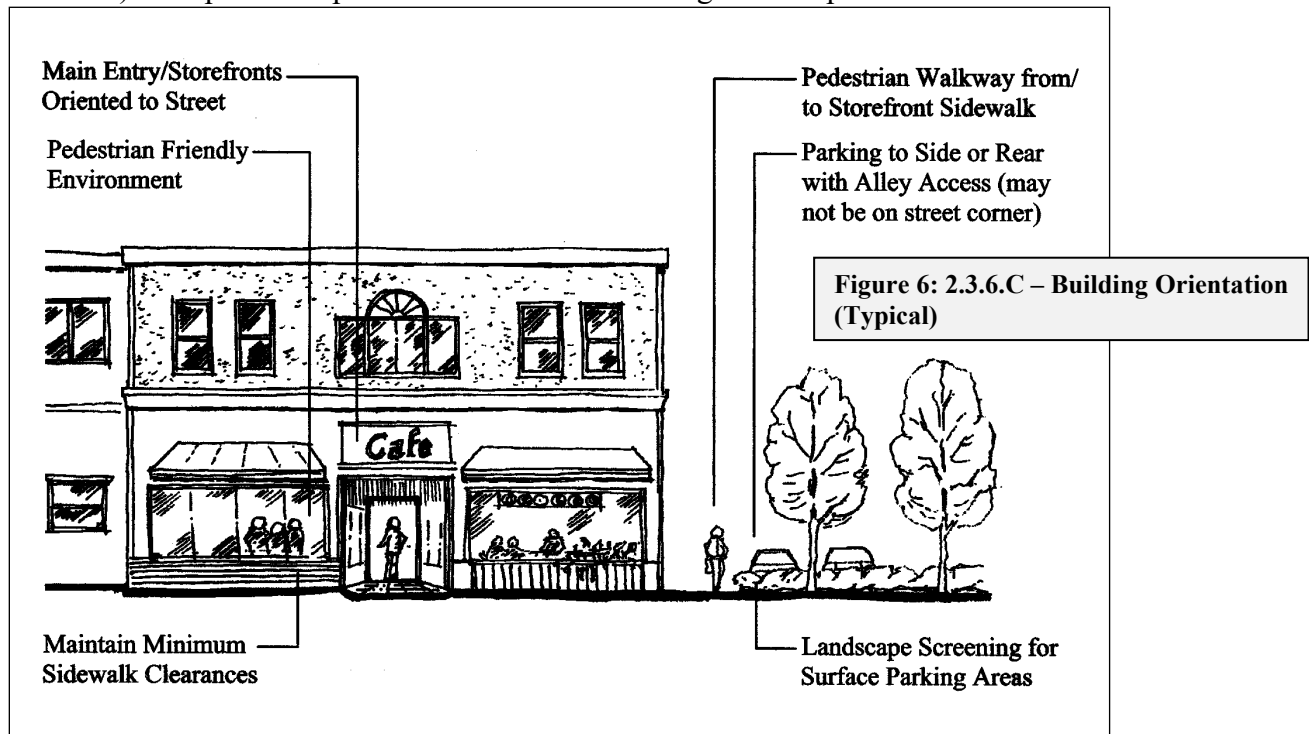 Main Entry/Storefronts
Oriented to Street
Pedestrian Friendly
Environment
Pedestrian Walkway from/
to Storefront Sidewalk
Parking to Side or Rear
with Alley Access (may
not be on street corner)
Figure 6: 2.3.6.C – Building Orientation
(Typical)
Cafe
Maintain Minimum
Sidewalk Clearances
Landscape Screening for
Surface Parking Areas